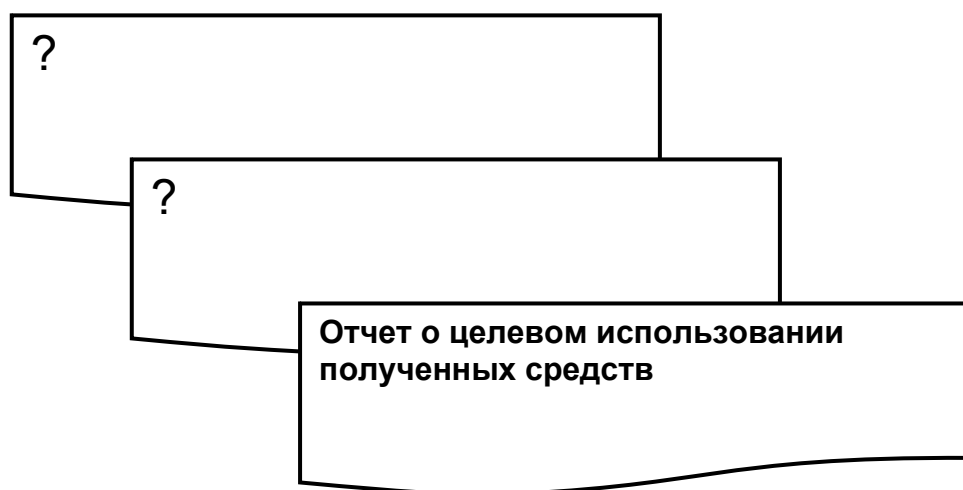 ?
?
Отчет о целевом использовании
полученных средств